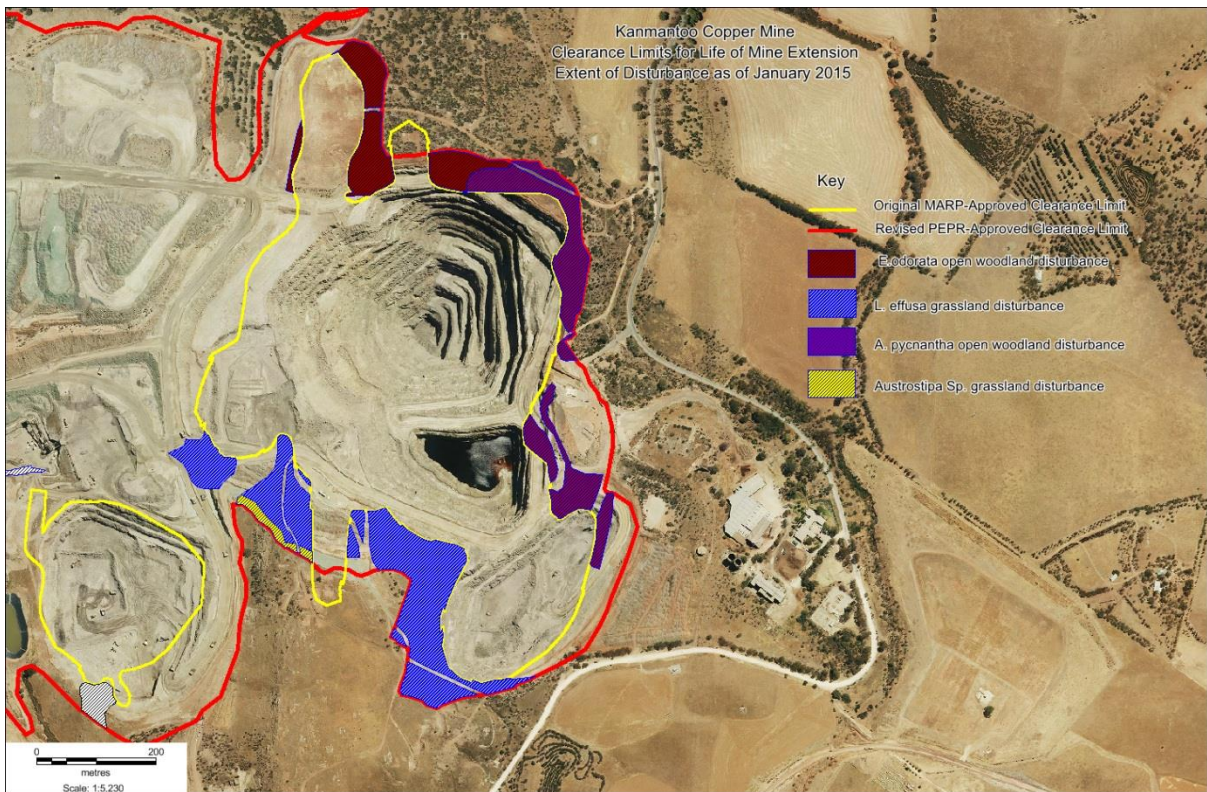 Kanmantoo Copper Mine
Clearance Limits for Life of Mine Extension
Extent of Disturbance as of January 2015
Key
Original MARP-Approved Clearance Limit
Revised PEPR-Approved Clearance Limit
E.odorata open woodland disturbance
L. effusa grassland disturbance
A. pycnantha open woodland disturbance
Austrostipa Sp. grassland disturbance
0 200
metres
Scale: 1:5,230